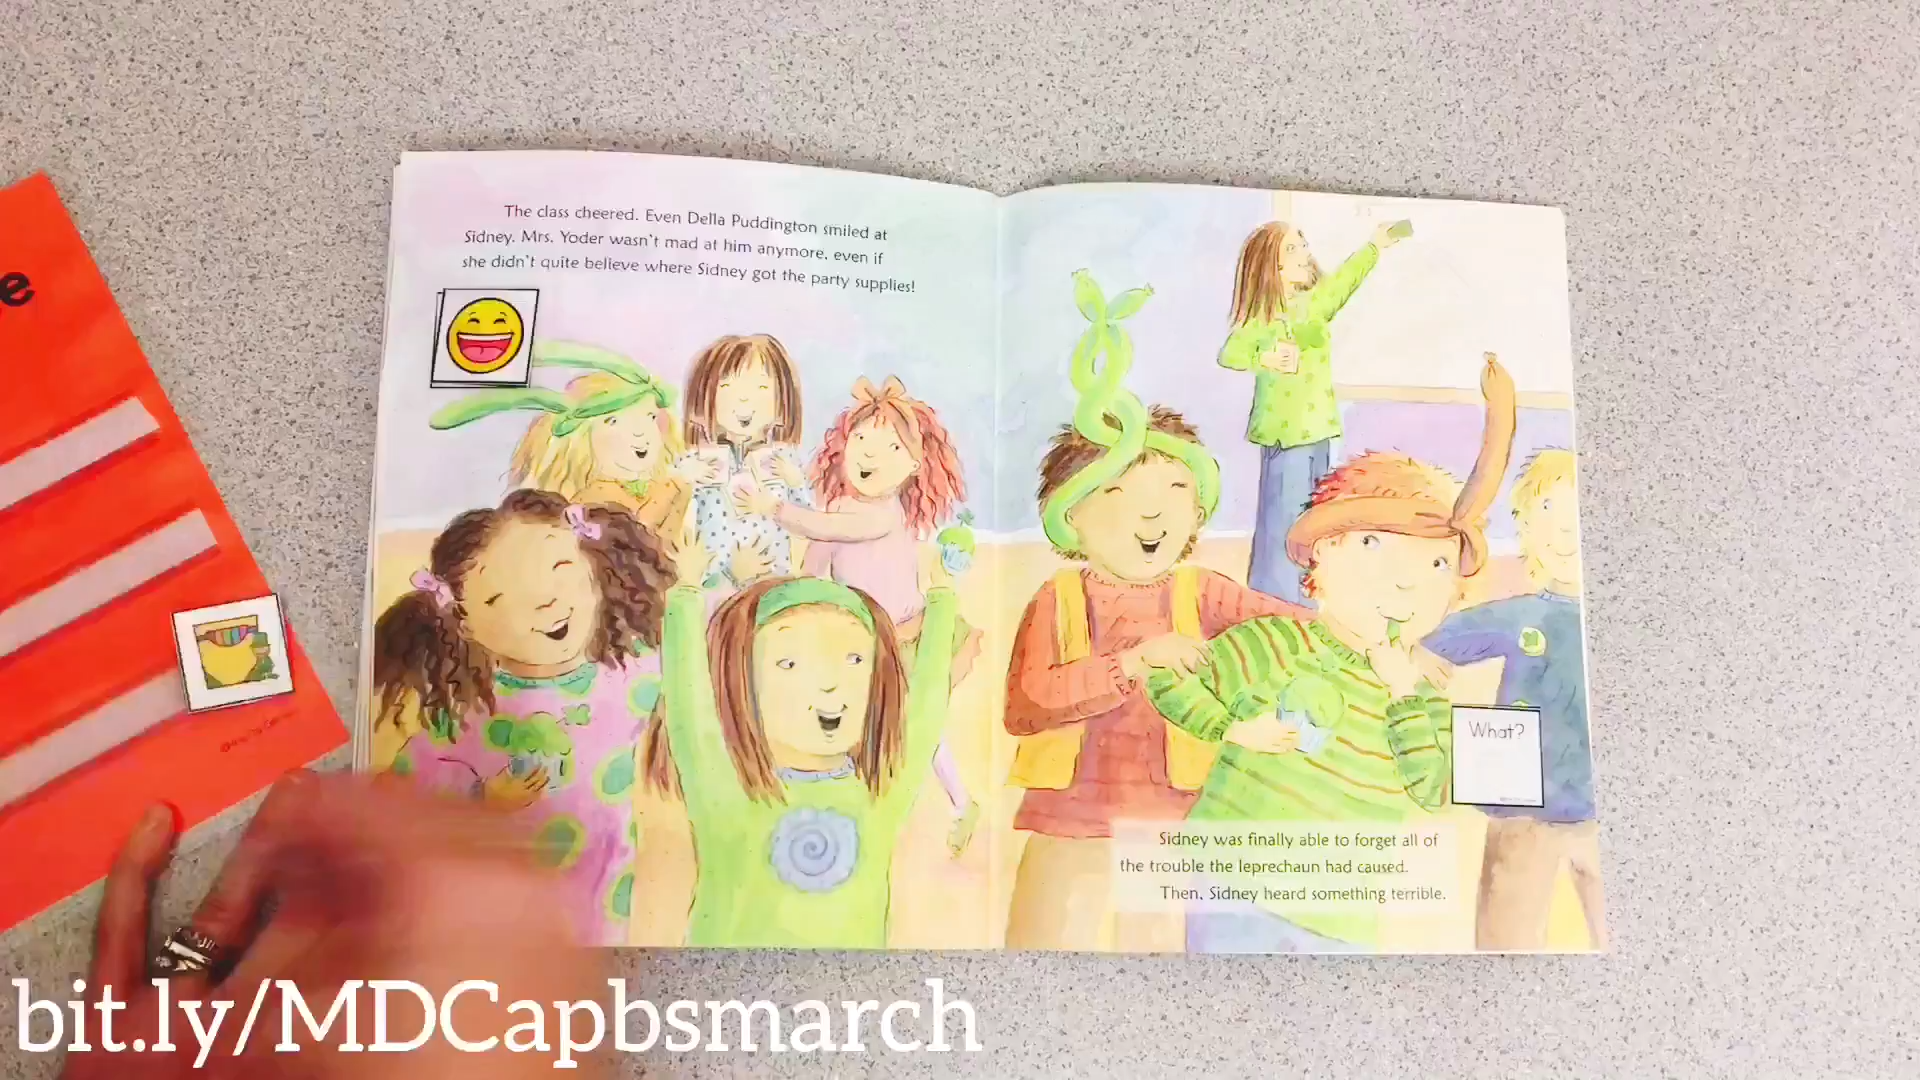 The class cheered. Even Della Puddington smiled at
Sidney. Mrs. Yoder wasn't mad at him anymore, even if
she didn't quite believe where Sidney got the party supplies!
e
What?
Sidney was finally able to forget all of
the trouble the leprechaun had caused.
Then, Sidney heard something terrible.
bit.ly/MDCapbsmarch